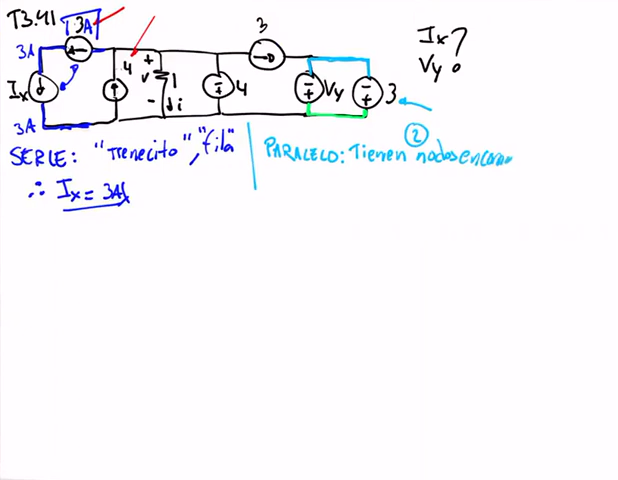 T3.41 3A 3
3A 4 + Ix?
Ix V 1 4 Vy 3 Vy
- i
3A
SERIE: "Trenecito", "fila" PARALELO: Tienen 2 nodos en
∴ Ix = 3A